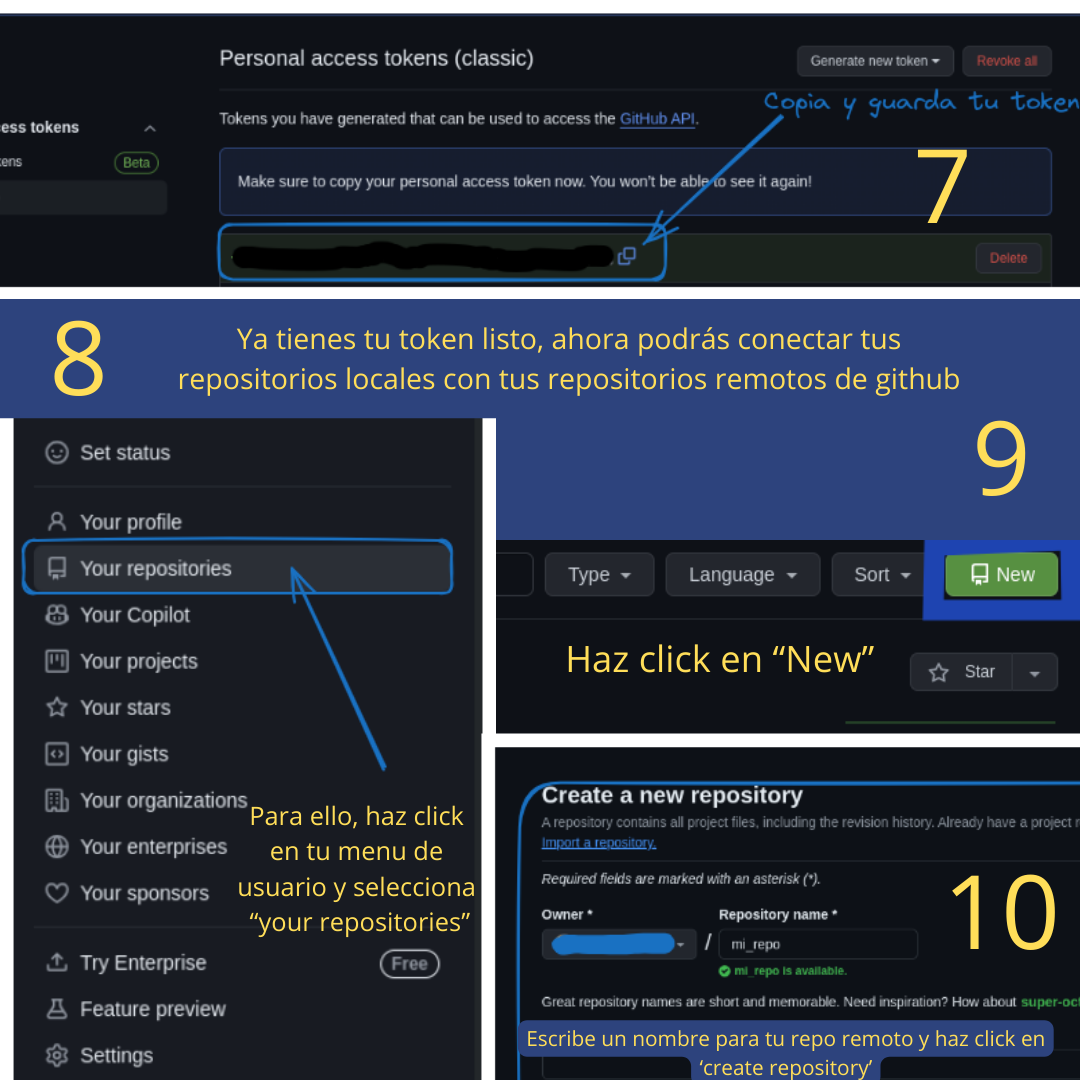 Personal access tokens (classic)
Generate new token
Revoke all
Copia y guarda tu token
ess tokens
Tokens you have generated that can be used to access the GitHub API.
ens
Beta
7
Make sure to copy your personal access token now. You won't be able to see it again!
Delete
8
Ya tienes tu token listo, ahora podrás conectar tus
repositorios locales con tus repositorios remotos de github
Set status
Your profile
Your repositories
Your Copilot
Your projects
Your stars
Your gists
Your organizations
Your enterprises
Your sponsors
Para ello, haz click
en tu menu de
usuario y selecciona
“your repositories”
Try Enterprise
Free
Feature preview
Settings
9
Type
Language
Sort
New
Haz click en “New”
Star
Create a new repository
A repository contains all project files, including the revision history. Already have a project
Import a repository.
Required fields are marked with an asterisk (*).
10
Owner *
Repository name *
/
mi_repo
mi_repo is available.
Great repository names are short and memorable. Need inspiration? How about super-oct
Escribe un nombre para tu repo remoto y haz click en
‘create repository’